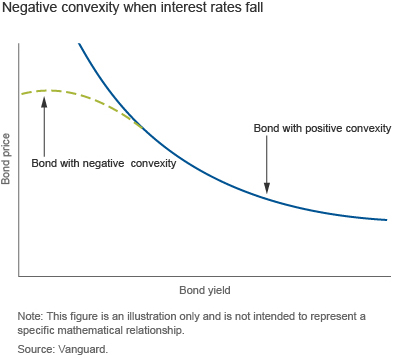 Negative convexity when interest rates fall
Bond price
Bond with positive convexity
Bond with negative convexity
Bond yield
Note: This figure is an illustration only and is not intended to represent a
specific mathematical relationship.
Source: Vanguard.